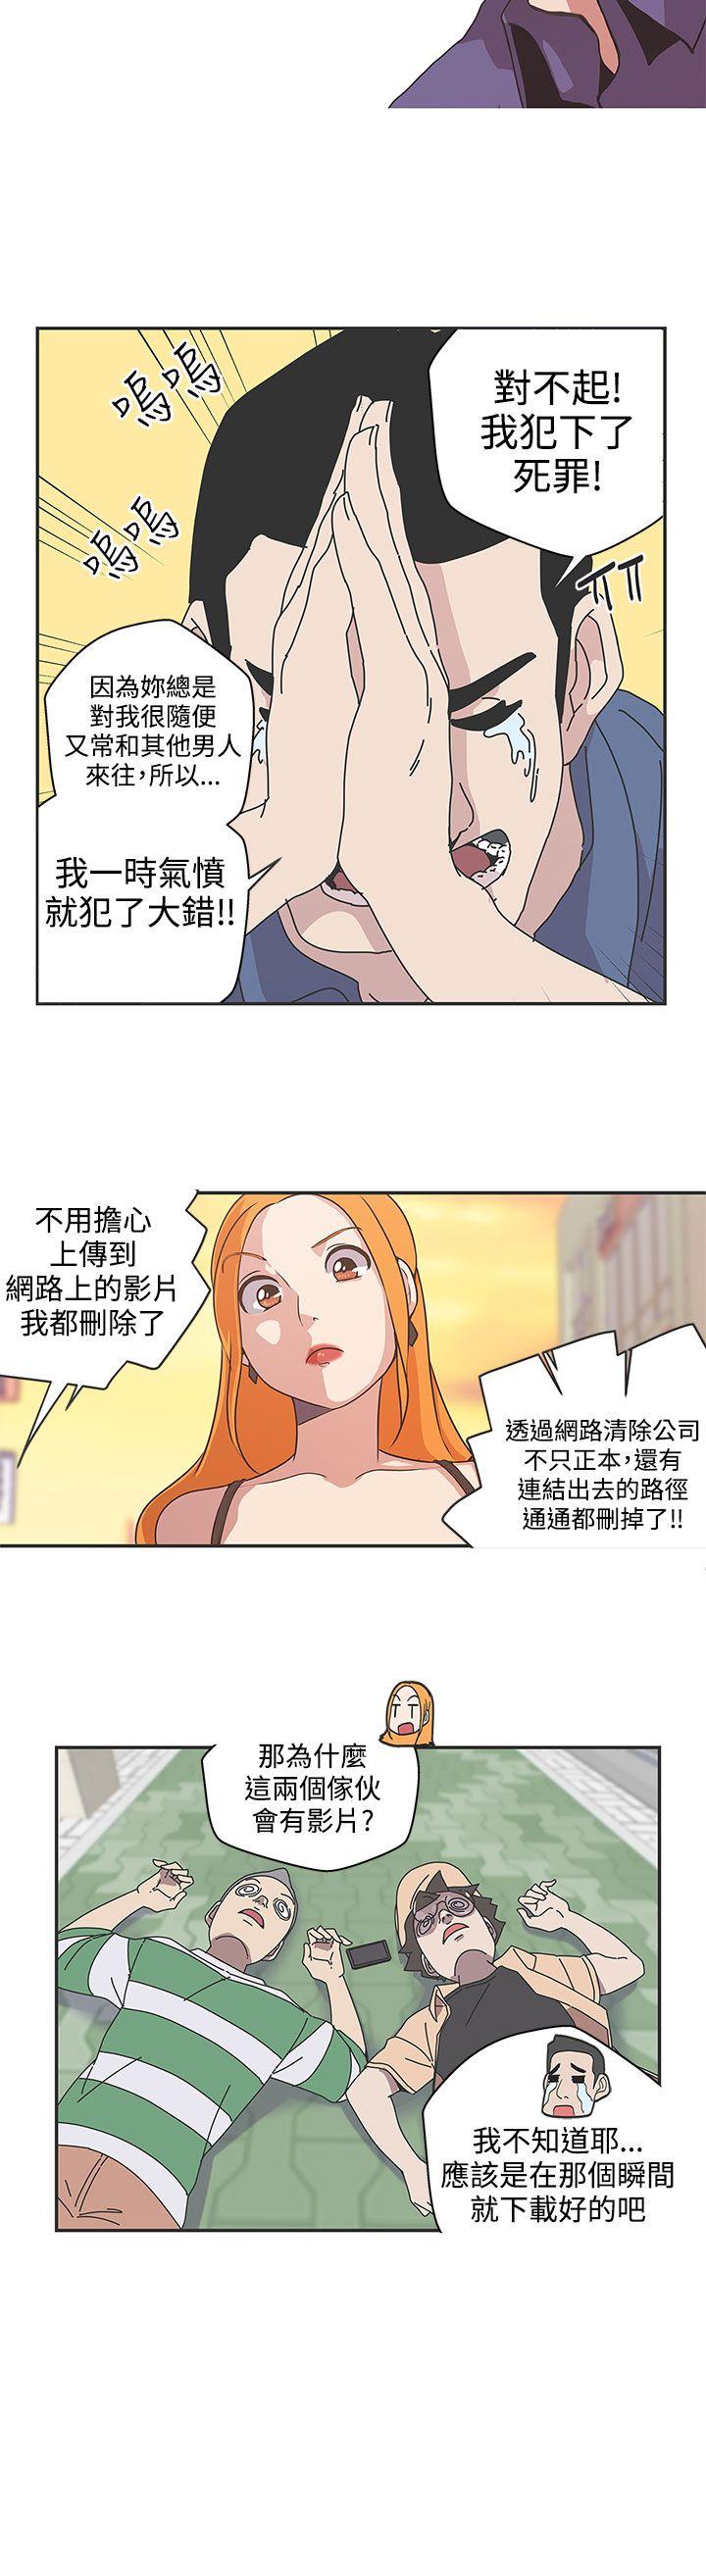 嗚嗚
對不起!
我犯下了
死罪!
嗚嗚
ㅠㅠ
因為妳總是
對我很隨便
又常和其他男人
來往,所以...
我一時氣憤
就犯了大錯!!
不用擔心
上傳到
網路上的影片
我都刪除了
透過網路清除公司
不只正本,還有
連結出去的路徑
通通都刪掉了!!
那為什麼
這兩個傢伙
會有影片?
我不知道耶...
應該是在那個瞬間
就下載好的吧